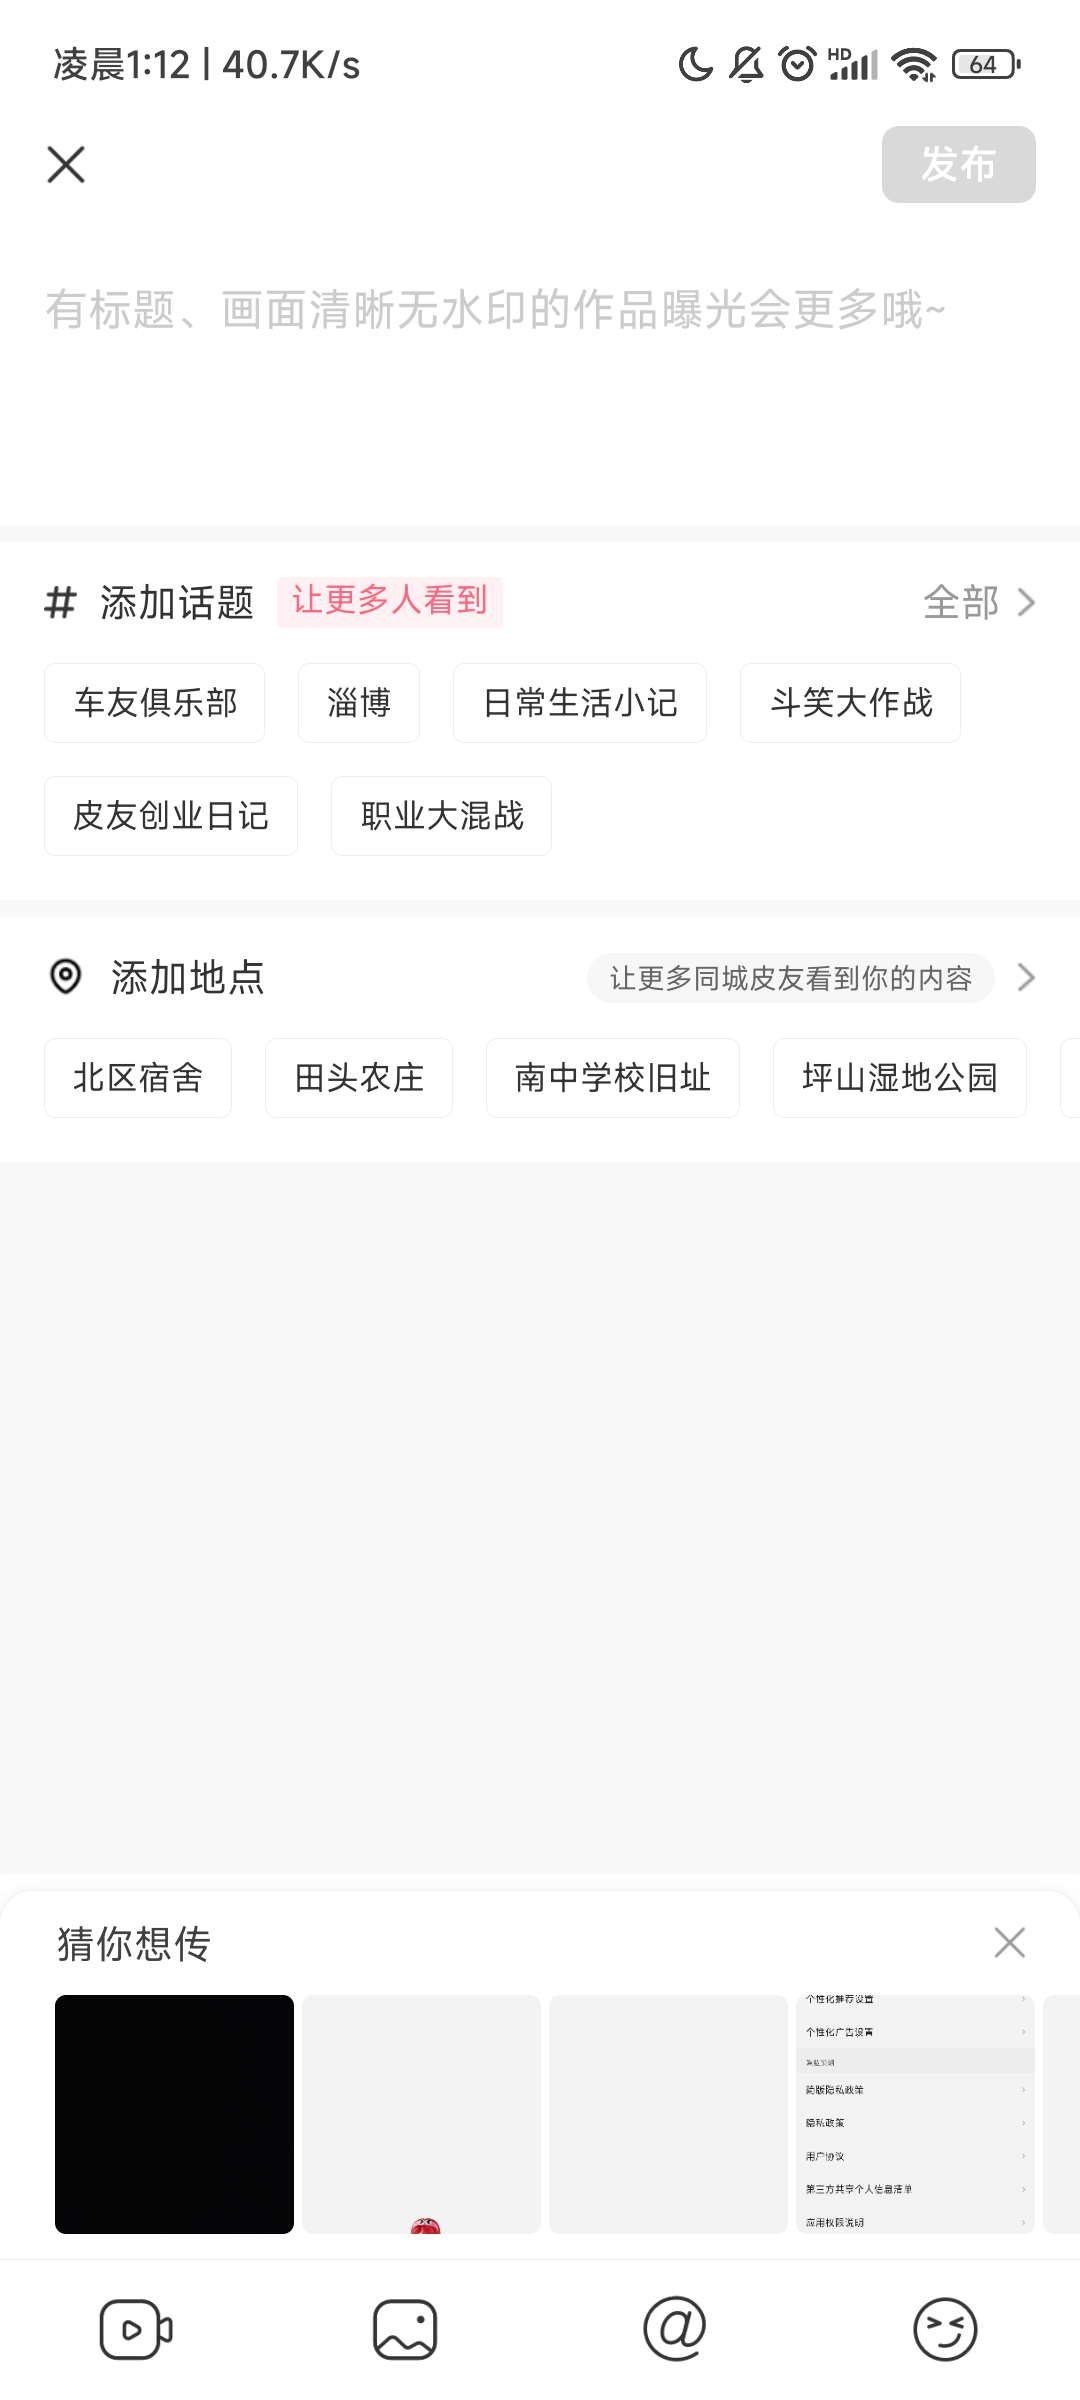 凌晨1:12 | 40.7K/s HD 64
发布
有标题、画面清晰无水印的作品曝光会更多哦~
# 添加话题 让更多人看到 全部
车友俱乐部 淄博 日常生活小记 斗笑大作战
皮友创业日记 职业大混战
添加地点 让更多同城皮友看到你的内容
北区宿舍 田头农庄 南中学校旧址 坪山湿地公园
猜你想传
个性化推荐设置
个性化广告设置
隐私说明
简版隐私政策
隐私政策
用户协议
第三方共享个人信息清单
应用权限说明
@